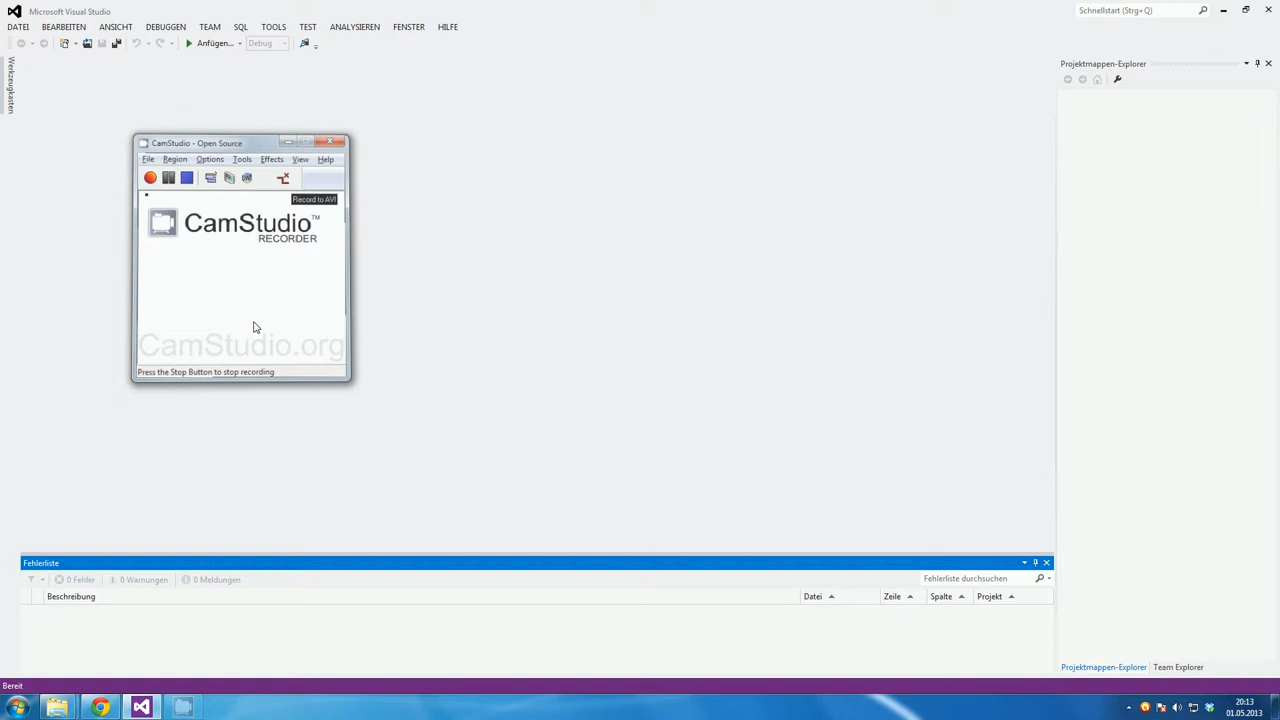 Microsoft Visual Studio
Schnellstart (Strg+Q)
DATEI BEARBEITEN ANSICHT DEBUGGEN TEAM SQL TOOLS TEST ANALYSIEREN FENSTER HILFE
Anfügen... Debug
Werkzeugkasten
Projektmappen-Explorer
CamStudio - Open Source
File Region Options Tools Effects View Help
Record to AVI
CamStudio™
RECORDER
CamStudio.org
Press the Stop Button to stop recording
Fehlerliste
0 Fehler 0 Warnungen 0 Meldungen
Fehlerliste durchsuchen
Beschreibung Datei Zeile Spalte Projekt
Projektmappen-Explorer Team Explorer
Bereit
20:13
01.05.2013